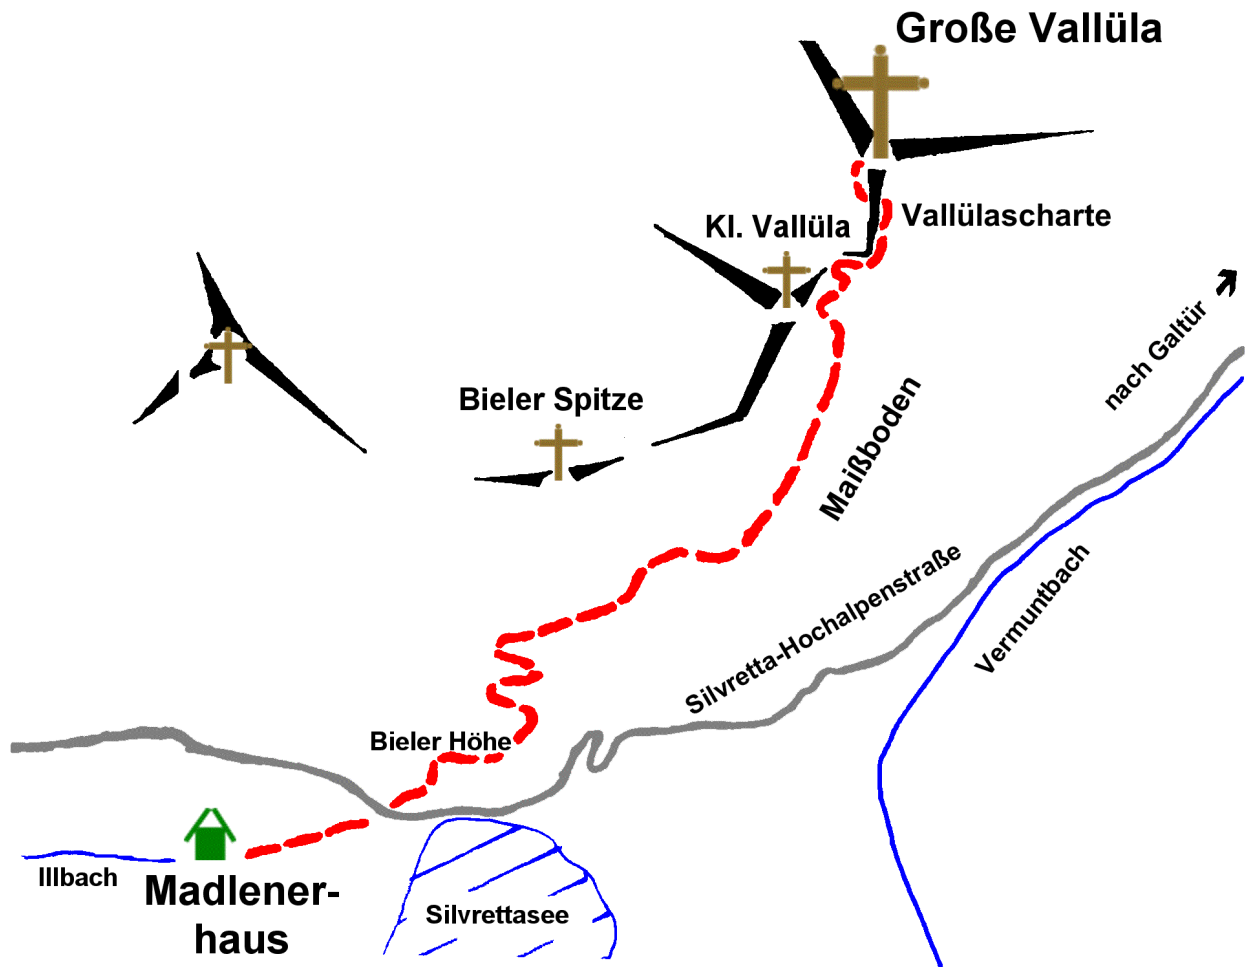 Große Vallüla
Vallülascharte
Kl. Vallüla
nach Galtür
Bieler Spitze
Maißboden
Silvretta-Hochalpenstraße
Vermuntbach
Bieler Höhe
Illbach
Madlener-
haus
Silvrettasee